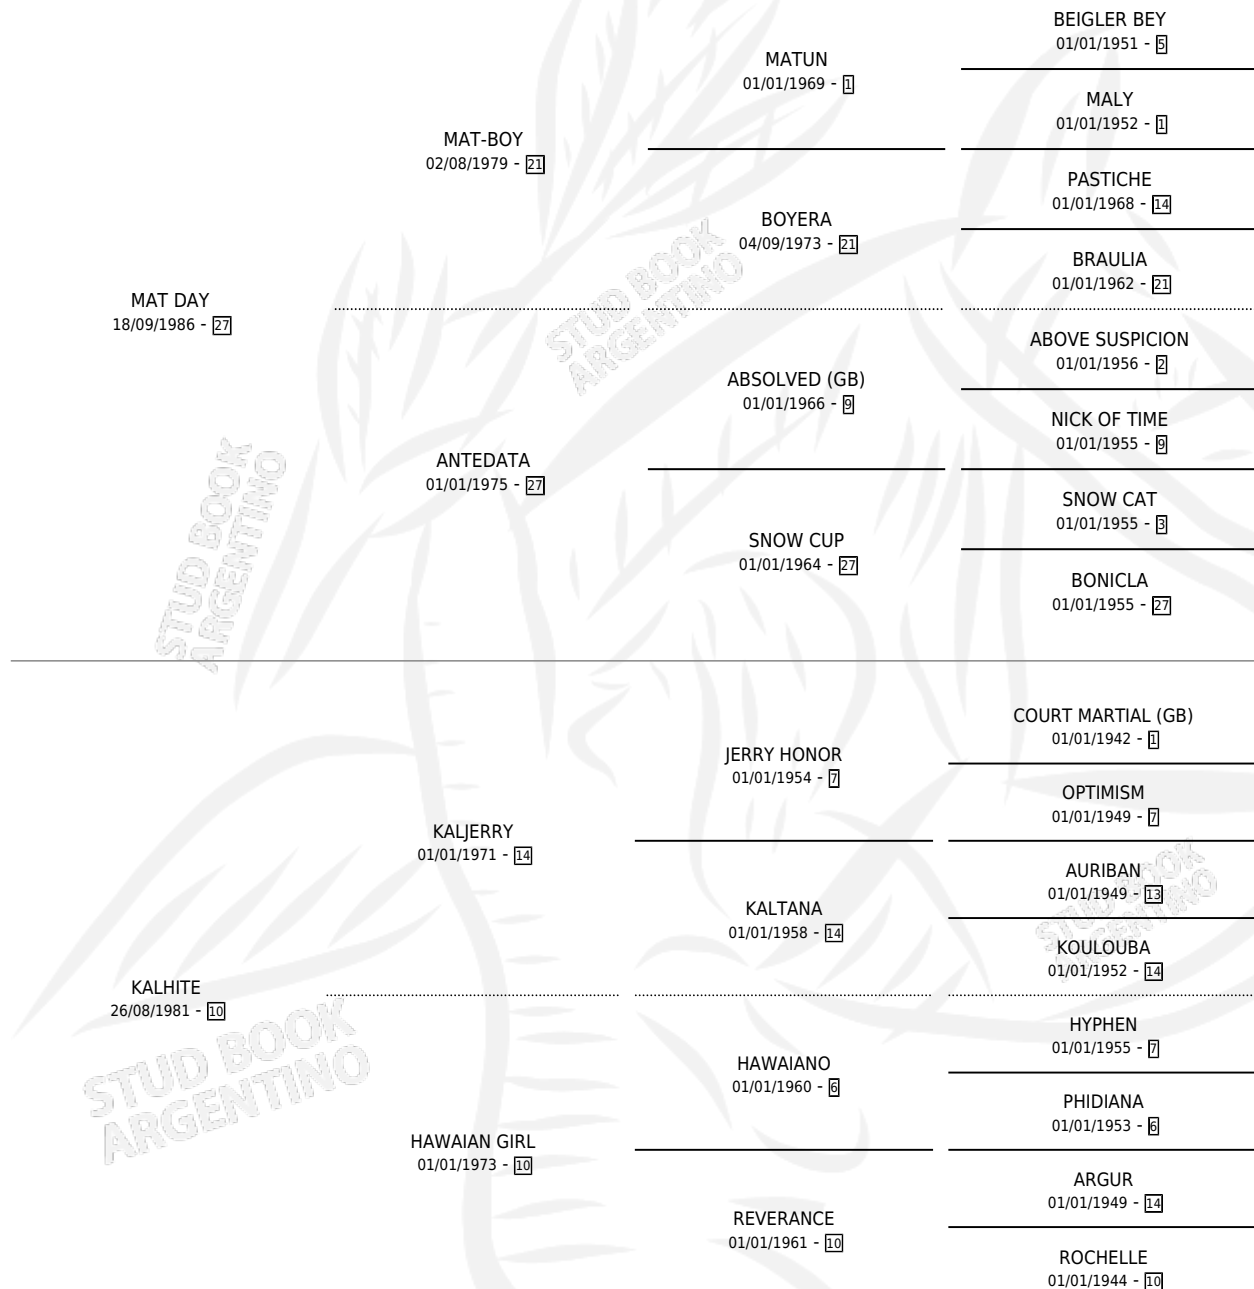 BEIGLER BEY
01/01/1951 - 5
MATUN
01/01/1969 - 1
MALY
01/01/1952 - 1
MAT-BOY
02/08/1979 - 21
PASTICHE
01/01/1968 - 14
BOYERA
04/09/1973 - 21
BRAULIA
01/01/1962 - 21
MAT DAY
18/09/1986 - 27
ABOVE SUSPICION
01/01/1956 - 2
ABSOLVED (GB)
01/01/1966 - 9
NICK OF TIME
01/01/1955 - 9
ANTEDATA
01/01/1975 - 27
SNOW CAT
01/01/1955 - 3
SNOW CUP
01/01/1964 - 27
BONICLA
01/01/1955 - 27
COURT MARTIAL (GB)
01/01/1942 - 1
JERRY HONOR
01/01/1954 - 7
OPTIMISM
01/01/1949 - 7
KALJERRY
01/01/1971 - 14
AURIBAN
01/01/1949 - 13
KALTANA
01/01/1958 - 14
KOULOUBA
01/01/1952 - 14
KALHITE
26/08/1981 - 10
HYPHEN
01/01/1955 - 7
HAWAIANO
01/01/1960 - 6
PHIDIANA
01/01/1953 - 6
HAWAIAN GIRL
01/01/1973 - 10
ARGUR
01/01/1949 - 14
REVERANCE
01/01/1961 - 10
ROCHELLE
01/01/1944 - 10
STUD BOOK
ARGENTINO
STUD BOOK
ARGENTINO
STUD BOOK
ARGENTINO
STUD BOOK
ARGENTINO